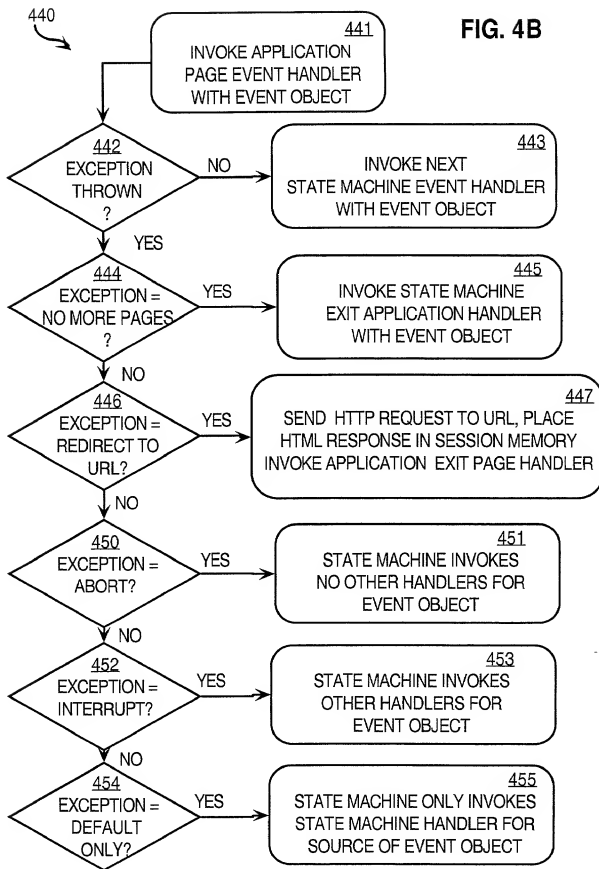 440
FIG. 4B
441
INVOKE APPLICATION
PAGE EVENT HANDLER
WITH EVENT OBJECT
442
EXCEPTION
THROWN
?
NO
YES
443
INVOKE NEXT
STATE MACHINE EVENT HANDLER
WITH EVENT OBJECT
444
EXCEPTION =
NO MORE PAGES
?
YES
NO
445
INVOKE STATE MACHINE
EXIT APPLICATION HANDLER
WITH EVENT OBJECT
446
EXCEPTION =
REDIRECT TO
URL?
YES
NO
447
SEND HTTP REQUEST TO URL, PLACE
HTML RESPONSE IN SESSION MEMORY
INVOKE APPLICATION EXIT PAGE HANDLER
450
EXCEPTION =
ABORT?
YES
NO
451
STATE MACHINE INVOKES
NO OTHER HANDLERS FOR
EVENT OBJECT
452
EXCEPTION =
INTERRUPT?
YES
NO
453
STATE MACHINE INVOKES
OTHER HANDLERS FOR
EVENT OBJECT
454
EXCEPTION =
DEFAULT
ONLY?
YES
455
STATE MACHINE ONLY INVOKES
STATE MACHINE HANDLER FOR
SOURCE OF EVENT OBJECT